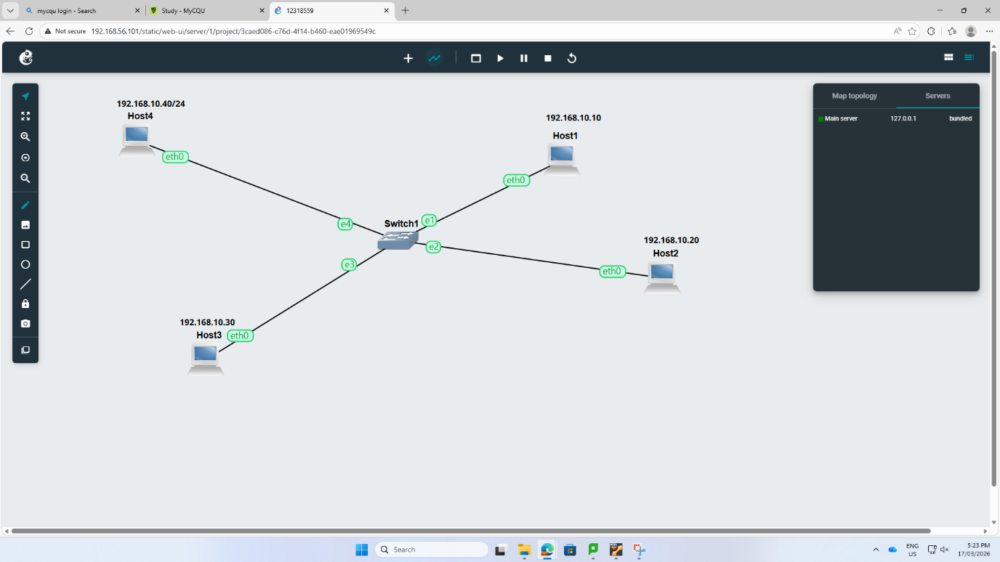 mycqu login - Search
Study - MyCQU
12318559
Not secure 192.168.56.101/static/web-ui/server/1/project/3caed086-c76d-4f14-b460-eae01969549c
Map topology Servers
Main server 127.0.0.1 bundled
192.168.10.40/24
Host4
eth0
192.168.10.10
Host1
eth0
e4
Switch1
e1
e2
e3
192.168.10.20
Host2
eth0
192.168.10.30
Host3
eth0
Search
ENG
US
5:23 PM
17/03/2026